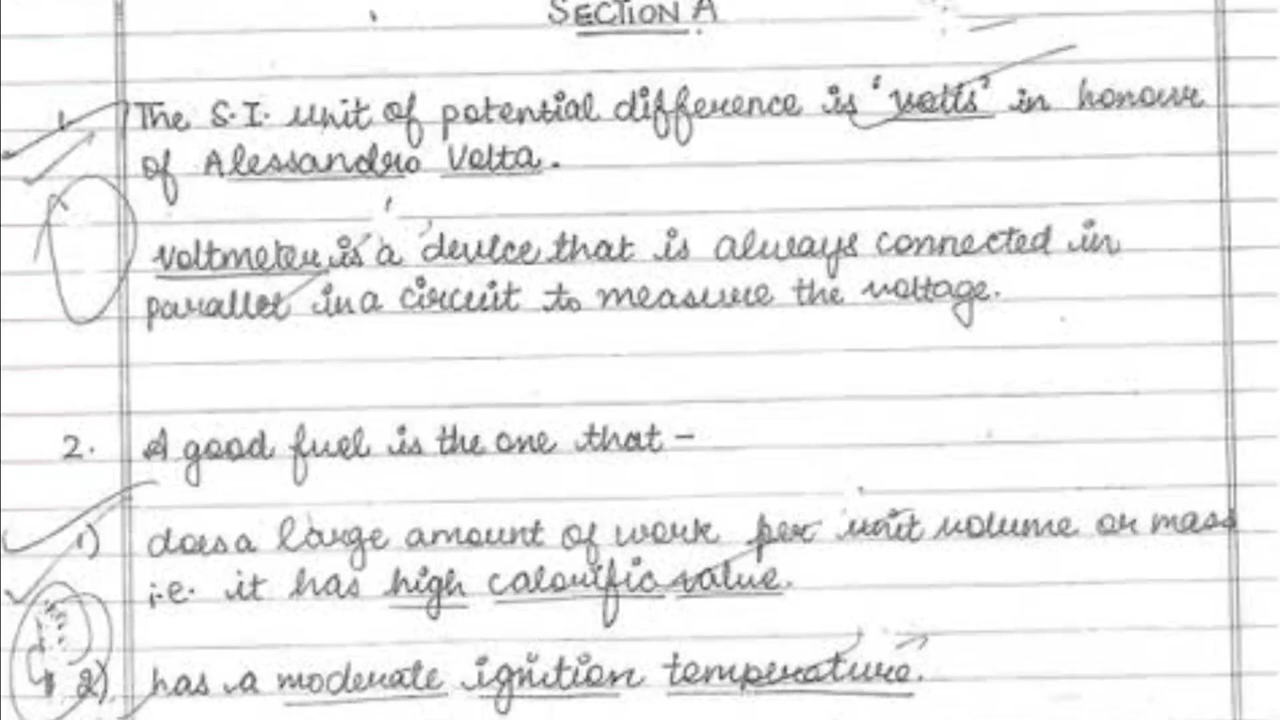 SECTION A
1. The S.I. unit of potential difference is 'volts' in honour
of Alessandro Volta.
Voltmeter is a device that is always connected in
parallel in a circuit to measure the voltage.
2. A good fuel is the one that -
1) does a large amount of work per unit volume or mass
i.e. it has high calorific value.
2) has a moderate ignition temperature.